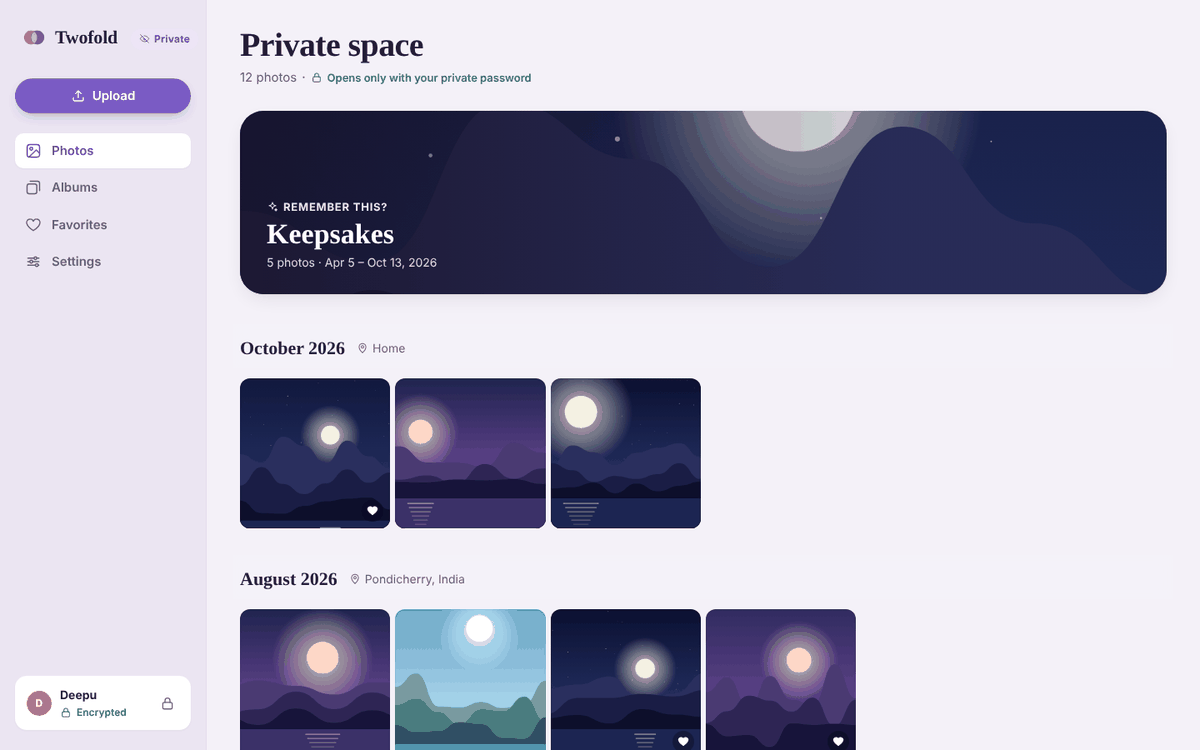 Twofold
Private
Upload
Photos
Albums
Favorites
Settings
D
Deepu
Encrypted
Private space
12 photos · Opens only with your private password
REMEMBER THIS?
Keepsakes
5 photos · Apr 5 – Oct 13, 2026
October 2026 Home
August 2026 Pondicherry, India